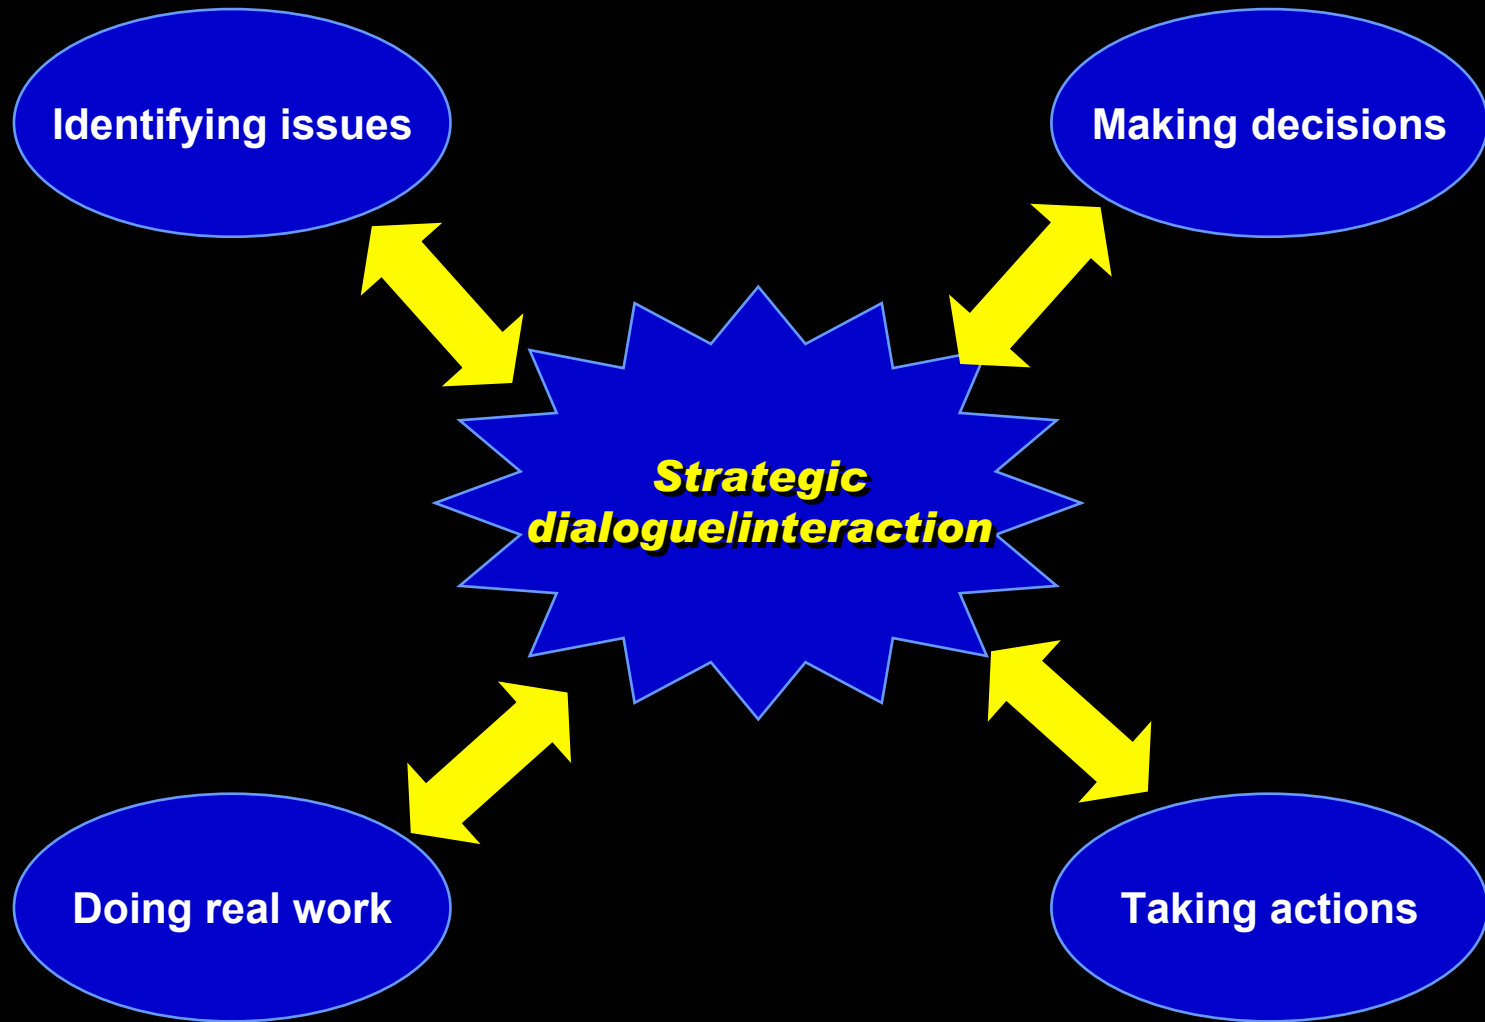 Identifying issues
Making decisions
Strategic
dialogue/interaction
Doing real work
Taking actions